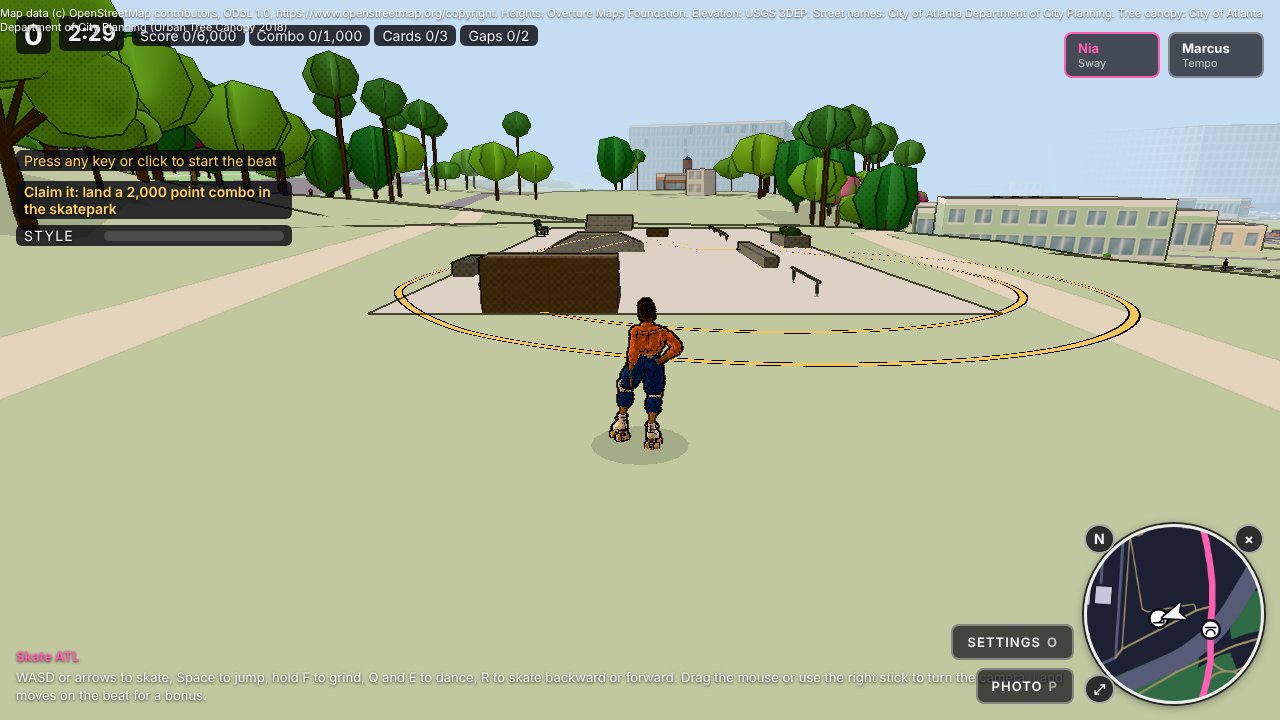 Map data (c) OpenStreetMap contributors, ODbL 1.0, https://www.openstreetmap.org/copyright. Heights: Overture Maps Foundation. Elevation: USGS 3DEP. Street names: City of Atlanta Department of City Planning. Tree canopy: City of Atlanta
Department of City Planning (Urban Tree Canopy 2018)
0 2:29 Score 0/6,000 Combo 0/1,000 Cards 0/3 Gaps 0/2
Nia
Sway
Marcus
Tempo
Press any key or click to start the beat
Claim it: land a 2,000 point combo in
the skatepark
STYLE
N ×
SETTINGS O
PHOTO P
Skate ATL
WASD or arrows to skate, Space to jump, hold F to grind, Q and E to dance, R to skate backward or forward. Drag the mouse or use the right stick to turn the camera. Land
moves on the beat for a bonus.